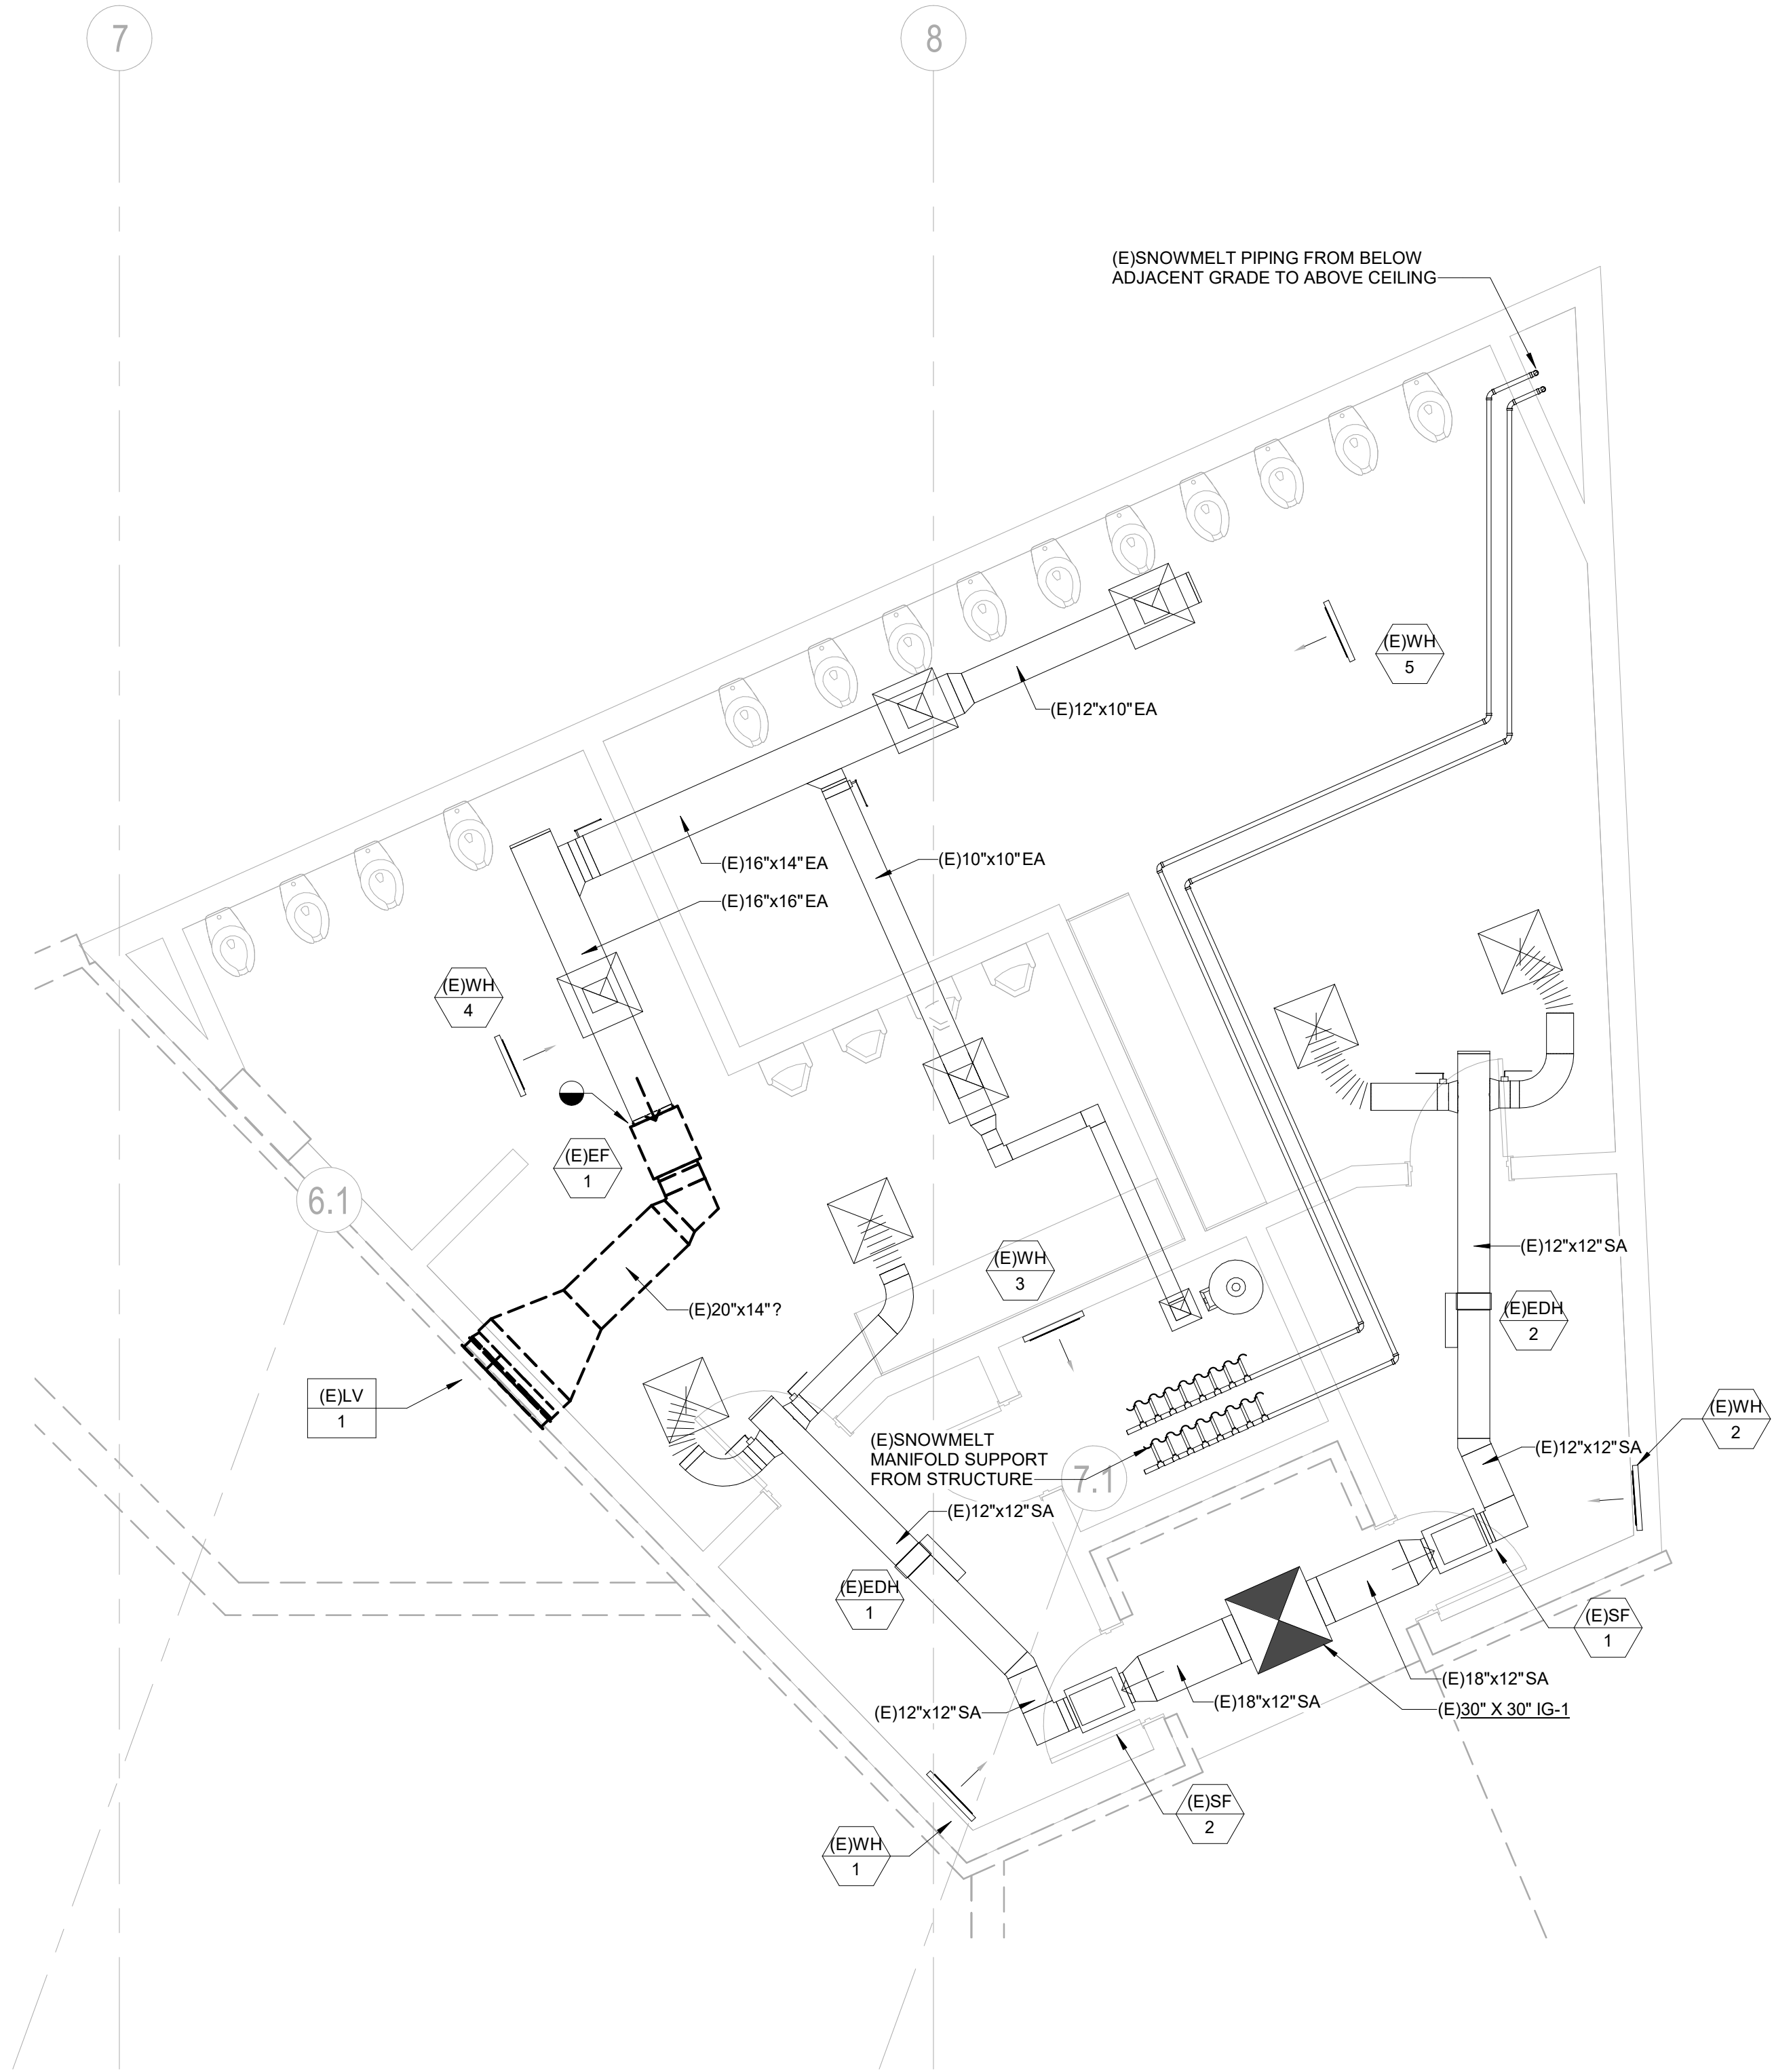 7
8
(E)SNOWMELT PIPING FROM BELOW
ADJACENT GRADE TO ABOVE CEILING
(E)WH
5
(E)12"x10"EA
(E)16"x14"EA
(E)10"x10"EA
(E)16"x16"EA
(E)WH
4
(E)EF
1
6.1
(E)12"x12"SA
(E)WH
3
(E)20"x14"?
(E)EDH
2
(E)LV
1
(E)WH
2
(E)SNOWMELT
MANIFOLD SUPPORT
FROM STRUCTURE
7.1
(E)12"x12"SA
(E)12"x12"SA
(E)EDH
1
(E)SF
1
(E)18"x12"SA
(E)18"x12"SA
(E)30" X 30" IG-1
(E)12"x12"SA
(E)SF
2
(E)WH
1